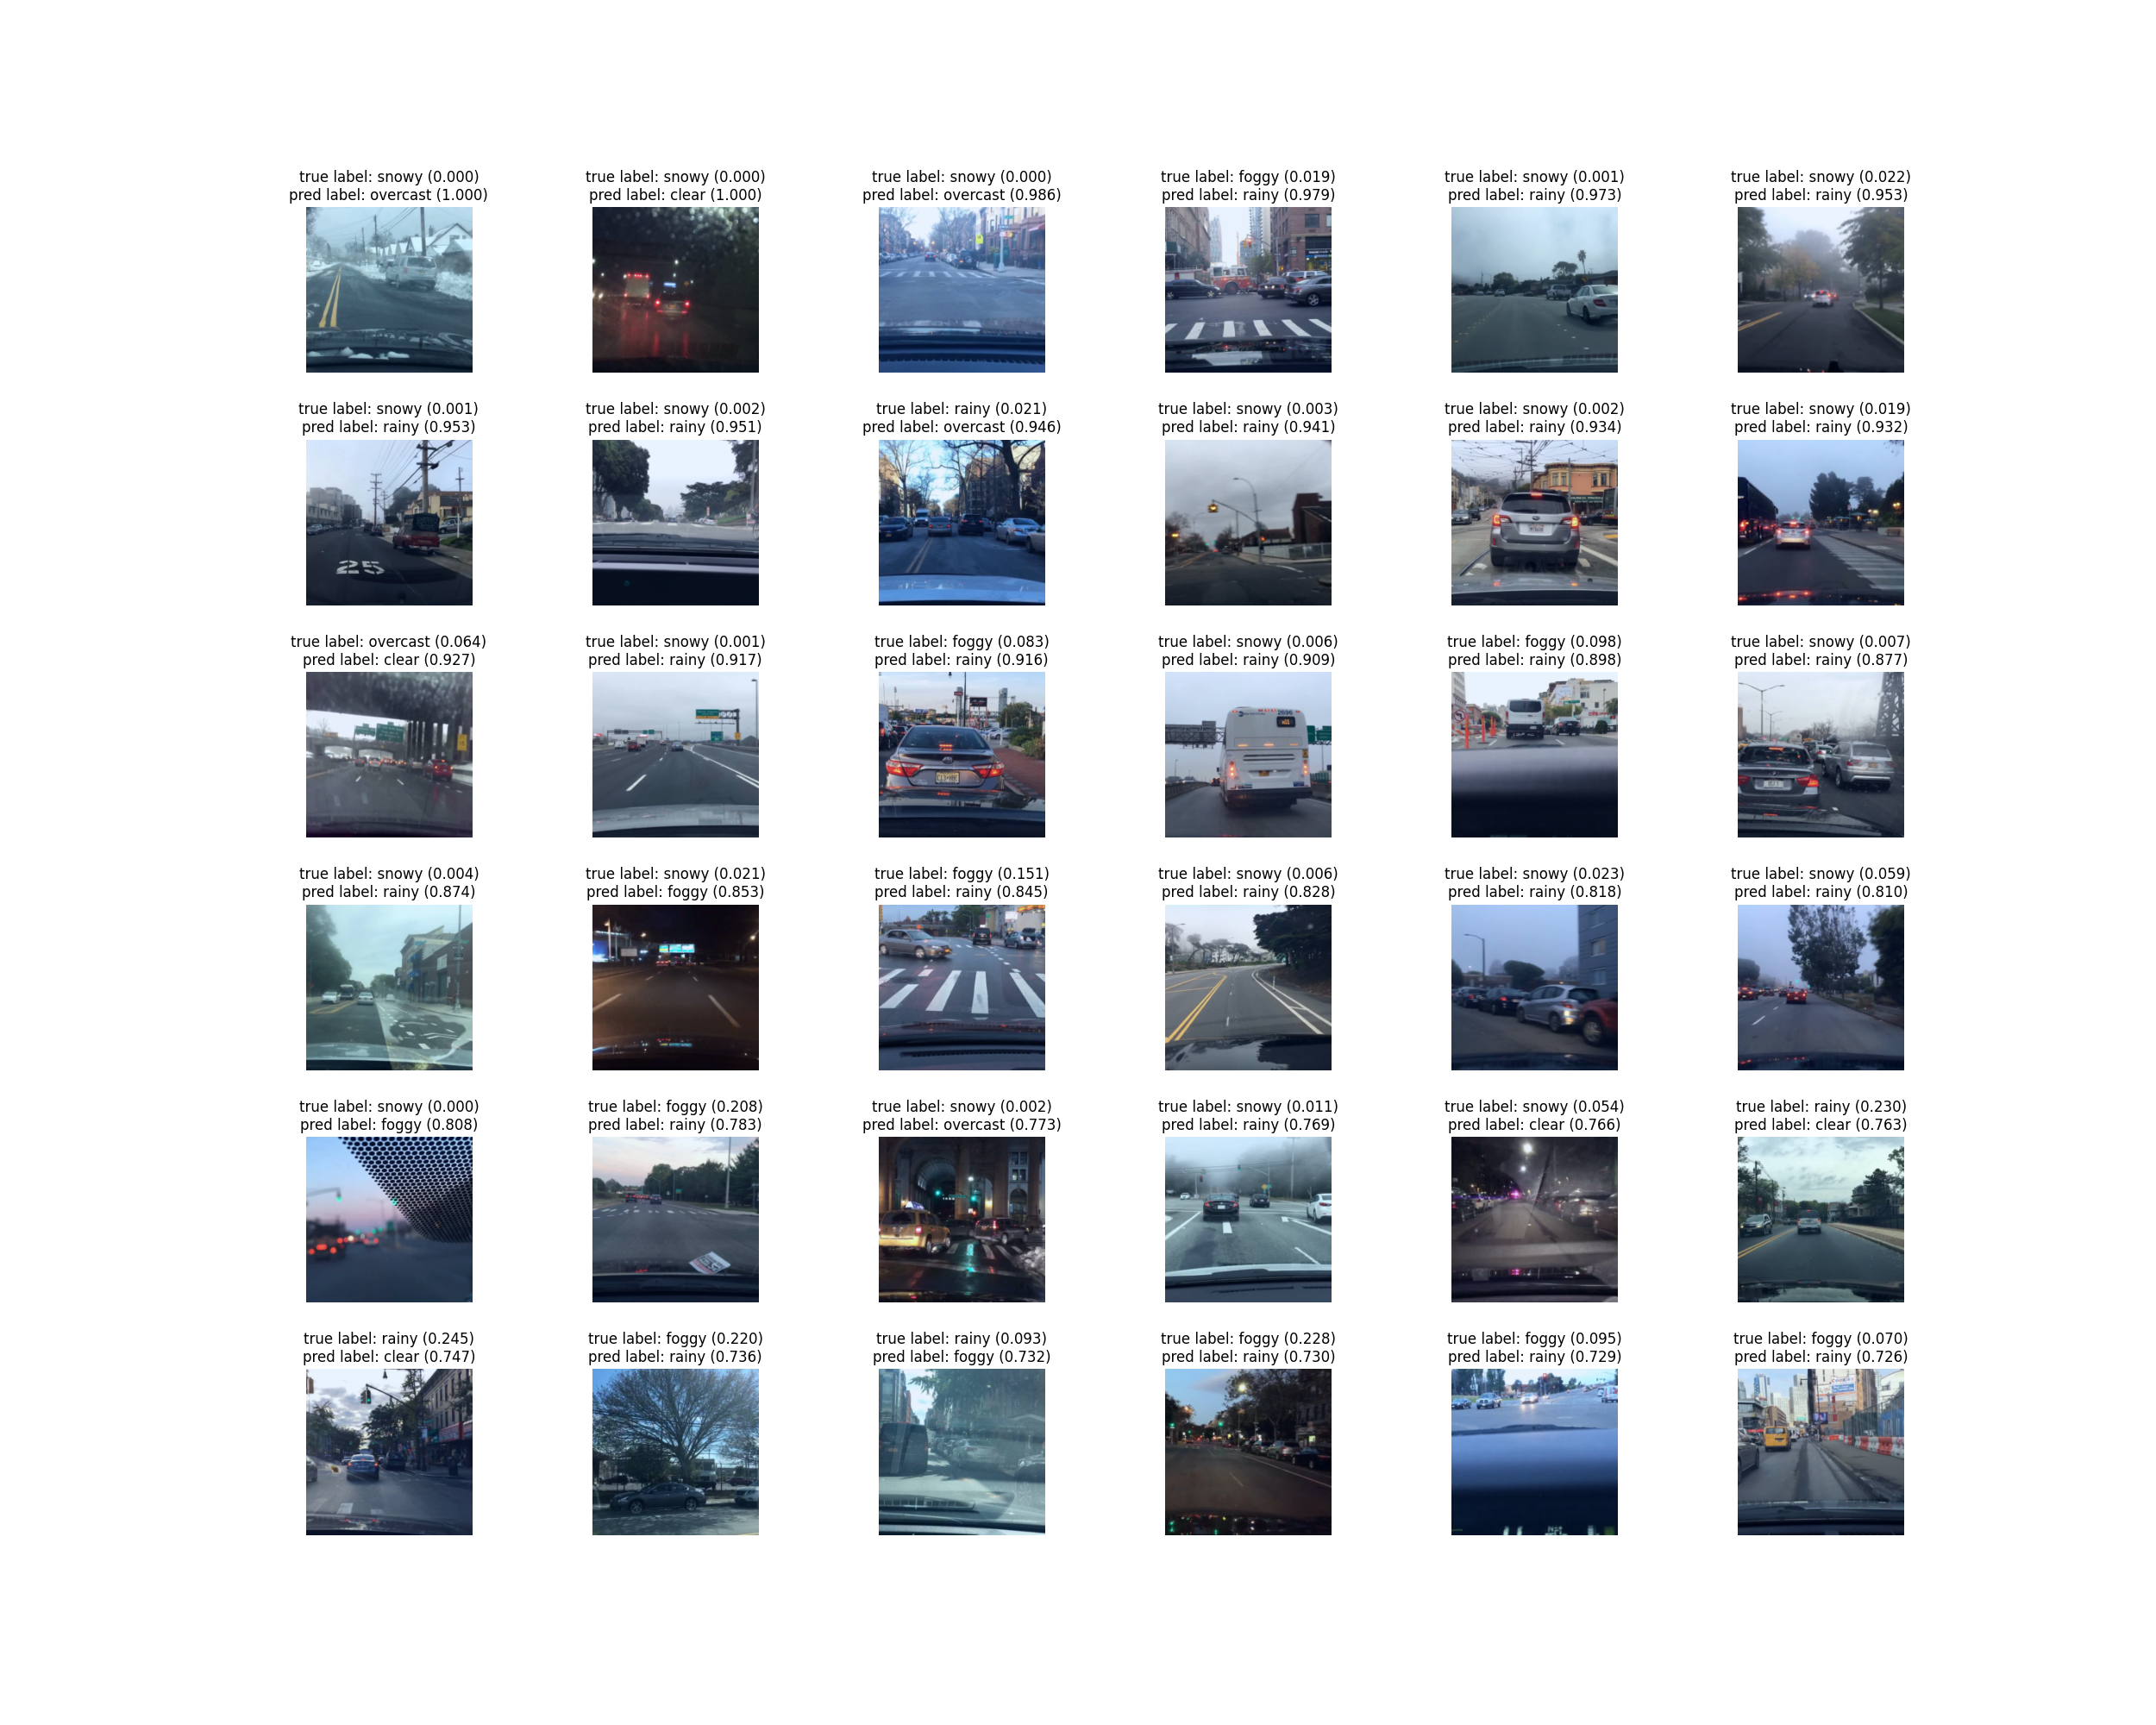 true label: snowy (0.000)
pred label: overcast (1.000)
true label: snowy (0.000)
pred label: clear (1.000)
true label: snowy (0.000)
pred label: overcast (0.986)
true label: foggy (0.019)
pred label: rainy (0.979)
true label: snowy (0.001)
pred label: rainy (0.973)
true label: snowy (0.022)
pred label: rainy (0.953)
true label: snowy (0.001)
pred label: rainy (0.953)
25
true label: snowy (0.002)
pred label: rainy (0.951)
true label: rainy (0.021)
pred label: overcast (0.946)
true label: snowy (0.003)
pred label: rainy (0.941)
true label: snowy (0.002)
pred label: rainy (0.934)
true label: snowy (0.019)
pred label: rainy (0.932)
true label: overcast (0.064)
pred label: clear (0.927)
true label: snowy (0.001)
pred label: rainy (0.917)
true label: foggy (0.083)
pred label: rainy (0.916)
true label: snowy (0.006)
pred label: rainy (0.909)
true label: foggy (0.098)
pred label: rainy (0.898)
true label: snowy (0.007)
pred label: rainy (0.877)
true label: snowy (0.004)
pred label: rainy (0.874)
true label: snowy (0.021)
pred label: foggy (0.853)
true label: foggy (0.151)
pred label: rainy (0.845)
true label: snowy (0.006)
pred label: rainy (0.828)
true label: snowy (0.023)
pred label: rainy (0.818)
true label: snowy (0.059)
pred label: rainy (0.810)
true label: snowy (0.000)
pred label: foggy (0.808)
true label: foggy (0.208)
pred label: rainy (0.783)
true label: snowy (0.002)
pred label: overcast (0.773)
true label: snowy (0.011)
pred label: rainy (0.769)
true label: snowy (0.054)
pred label: clear (0.766)
true label: rainy (0.230)
pred label: clear (0.763)
true label: rainy (0.245)
pred label: clear (0.747)
true label: foggy (0.220)
pred label: rainy (0.736)
true label: rainy (0.093)
pred label: foggy (0.732)
true label: foggy (0.228)
pred label: rainy (0.730)
true label: foggy (0.095)
pred label: rainy (0.729)
true label: foggy (0.070)
pred label: rainy (0.726)